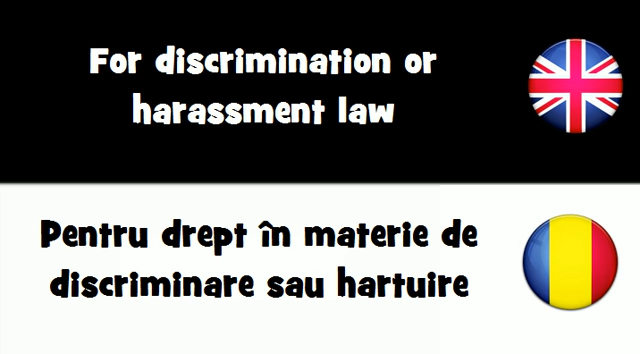 For discrimination or
harassment law
Pentru drept în materie de
discriminare sau hartuire